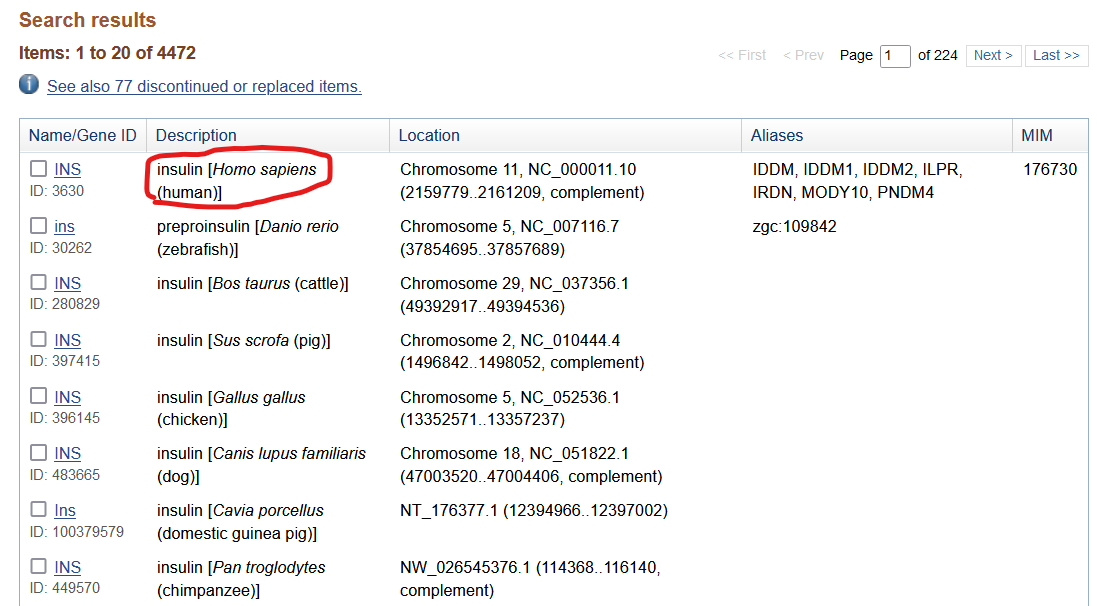 Search results
Items: 1 to 20 of 4472
<< First < Prev Page 1 of 224 Next > Last >>
See also 77 discontinued or replaced items.
Name/Gene ID Description Location Aliases MIM
INS insulin [Homo sapiens Chromosome 11, NC_000011.10 IDDM, IDDM1, IDDM2, ILPR, 176730
ID: 3630 (human)] (2159779..2161209, complement) IRDN, MODY10, PNDM4
ins preproinsulin [Danio rerio Chromosome 5, NC_007116.7 zgc:109842
ID: 30262 (zebrafish)] (37854695..37857689)
INS insulin [Bos taurus (cattle)] Chromosome 29, NC_037356.1
ID: 280829 (49392917..49394536)
INS insulin [Sus scrofa (pig)] Chromosome 2, NC_010444.4
ID: 397415 (1496842..1498052, complement)
INS insulin [Gallus gallus Chromosome 5, NC_052536.1
ID: 396145 (chicken)] (13352571..13357237)
INS insulin [Canis lupus familiaris Chromosome 18, NC_051822.1
ID: 483665 (dog)] (47003520..47004406, complement)
Ins insulin [Cavia porcellus NT_176377.1 (12394966..12397002)
ID: 100379579 (domestic guinea pig)]
INS insulin [Pan troglodytes NW_026545376.1 (114368..116140,
ID: 449570 (chimpanzee)] complement)